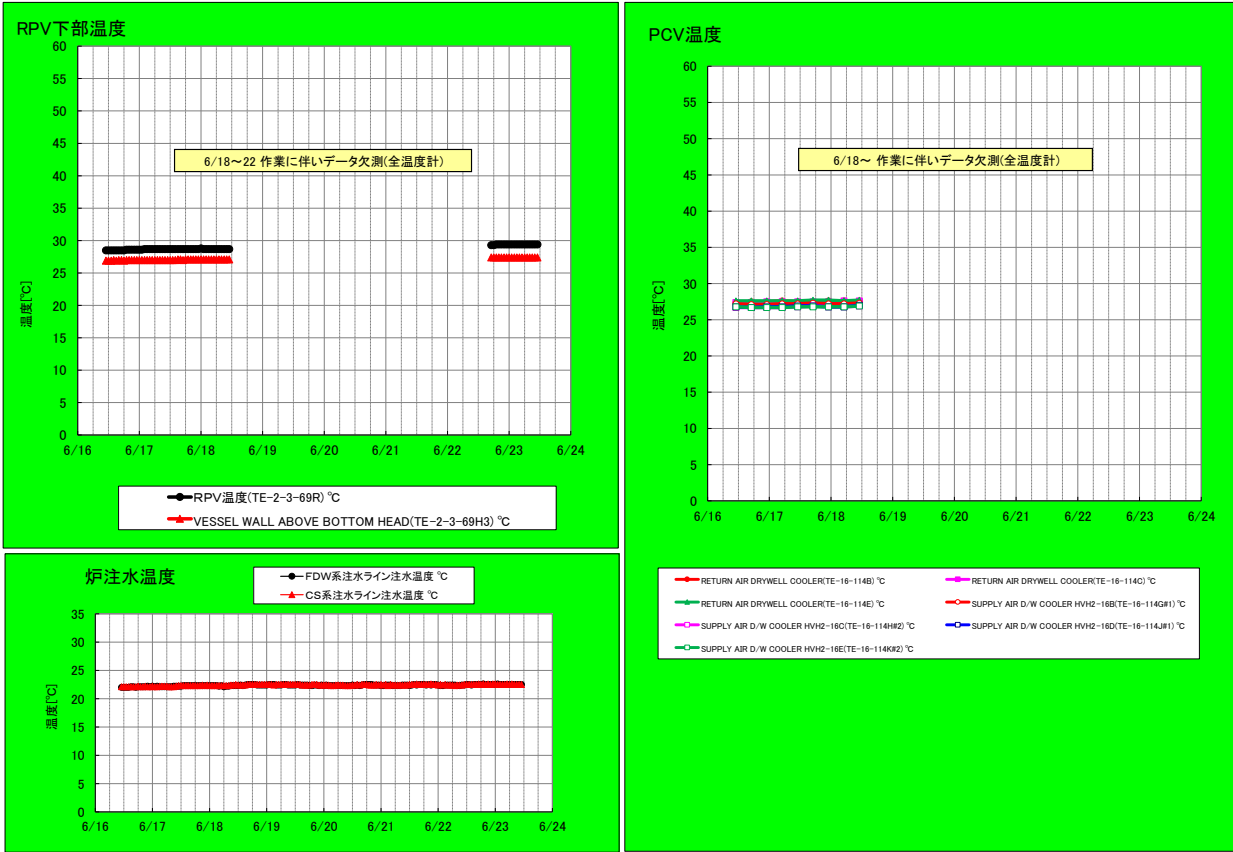 RPV下部温度
60
55
50
45
40
35
30
25
20
15
10
5
0
温度[℃]
6/18～22 作業に伴いデータ欠測(全温度計)
6/16 6/17 6/18 6/19 6/20 6/21 6/22 6/23 6/24
RPV温度(TE-2-3-69R) ℃
VESSEL WALL ABOVE BOTTOM HEAD(TE-2-3-69H3) ℃
炉注水温度
FDW系注水ライン注水温度 ℃
CS系注水ライン注水温度 ℃
35
30
25
20
15
10
5
0
温度[℃]
6/16 6/17 6/18 6/19 6/20 6/21 6/22 6/23 6/24
PCV温度
60
55
50
45
40
35
30
25
20
15
10
5
0
温度[℃]
6/18～ 作業に伴いデータ欠測(全温度計)
6/16 6/17 6/18 6/19 6/20 6/21 6/22 6/23 6/24
RETURN AIR DRYWELL COOLER(TE-16-114B) ℃
RETURN AIR DRYWELL COOLER(TE-16-114C) ℃
RETURN AIR DRYWELL COOLER(TE-16-114E) ℃
SUPPLY AIR D/W COOLER HVH2-16B(TE-16-114G#1) ℃
SUPPLY AIR D/W COOLER HVH2-16C(TE-16-114H#2) ℃
SUPPLY AIR D/W COOLER HVH2-16D(TE-16-114J#1) ℃
SUPPLY AIR D/W COOLER HVH2-16E(TE-16-114K#2) ℃